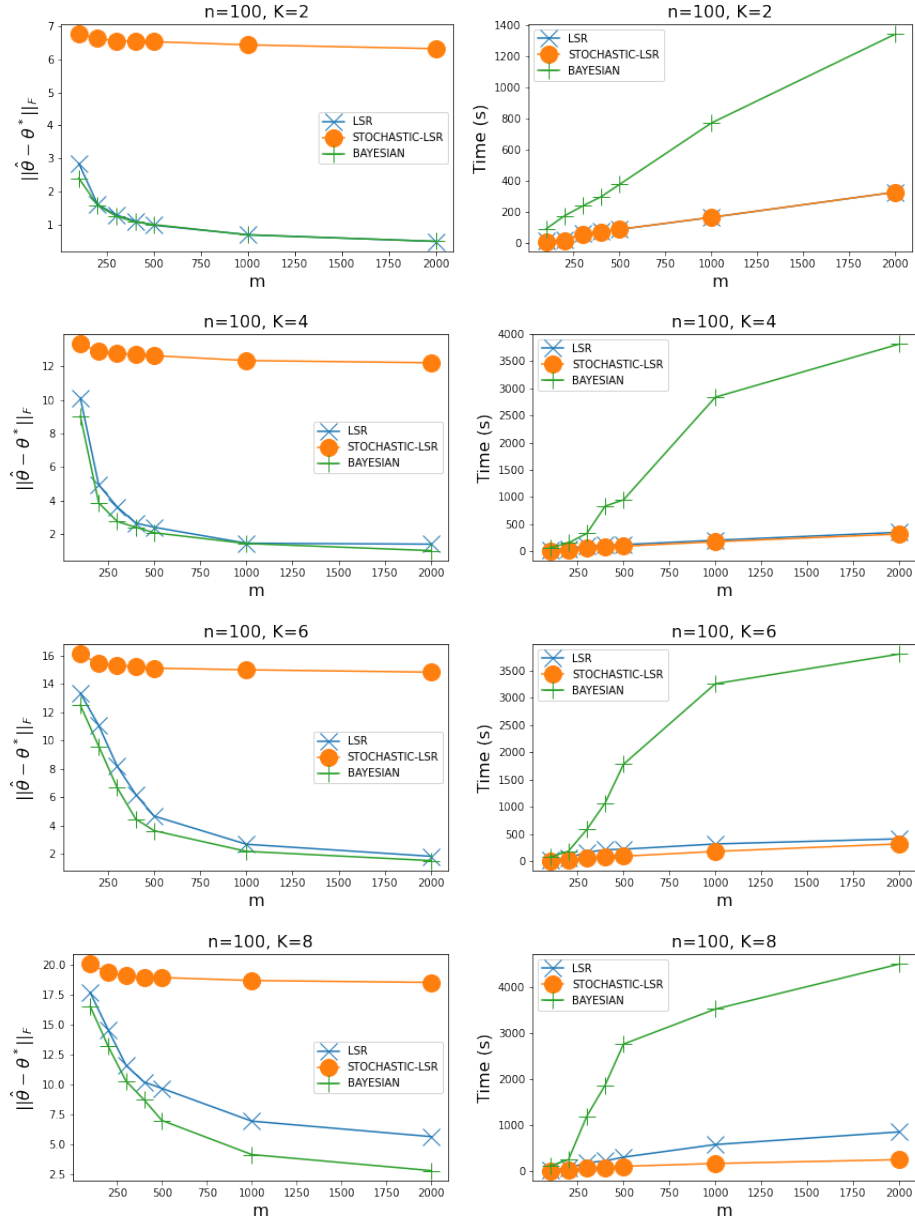 n=100, K=2
||θ̂ − θ*||_F
7
6
5
4
3
2
1
LSR
STOCHASTIC-LSR
BAYESIAN
250 500 750 1000 1250 1500 1750 2000
m
n=100, K=2
Time (s)
1400
1200
1000
800
600
400
200
0
LSR
STOCHASTIC-LSR
BAYESIAN
250 500 750 1000 1250 1500 1750 2000
m
n=100, K=4
||θ̂ − θ*||_F
12
10
8
6
4
2
LSR
STOCHASTIC-LSR
BAYESIAN
250 500 750 1000 1250 1500 1750 2000
m
n=100, K=4
Time (s)
4000
3500
3000
2500
2000
1500
1000
500
0
LSR
STOCHASTIC-LSR
BAYESIAN
250 500 750 1000 1250 1500 1750 2000
m
n=100, K=6
||θ̂ − θ*||_F
16
14
12
10
8
6
4
2
LSR
STOCHASTIC-LSR
BAYESIAN
250 500 750 1000 1250 1500 1750 2000
m
n=100, K=6
Time (s)
3500
3000
2500
2000
1500
1000
500
0
LSR
STOCHASTIC-LSR
BAYESIAN
250 500 750 1000 1250 1500 1750 2000
m
n=100, K=8
||θ̂ − θ*||_F
20.0
17.5
15.0
12.5
10.0
7.5
5.0
2.5
LSR
STOCHASTIC-LSR
BAYESIAN
250 500 750 1000 1250 1500 1750 2000
m
n=100, K=8
Time (s)
4000
3000
2000
1000
0
LSR
STOCHASTIC-LSR
BAYESIAN
250 500 750 1000 1250 1500 1750 2000
m